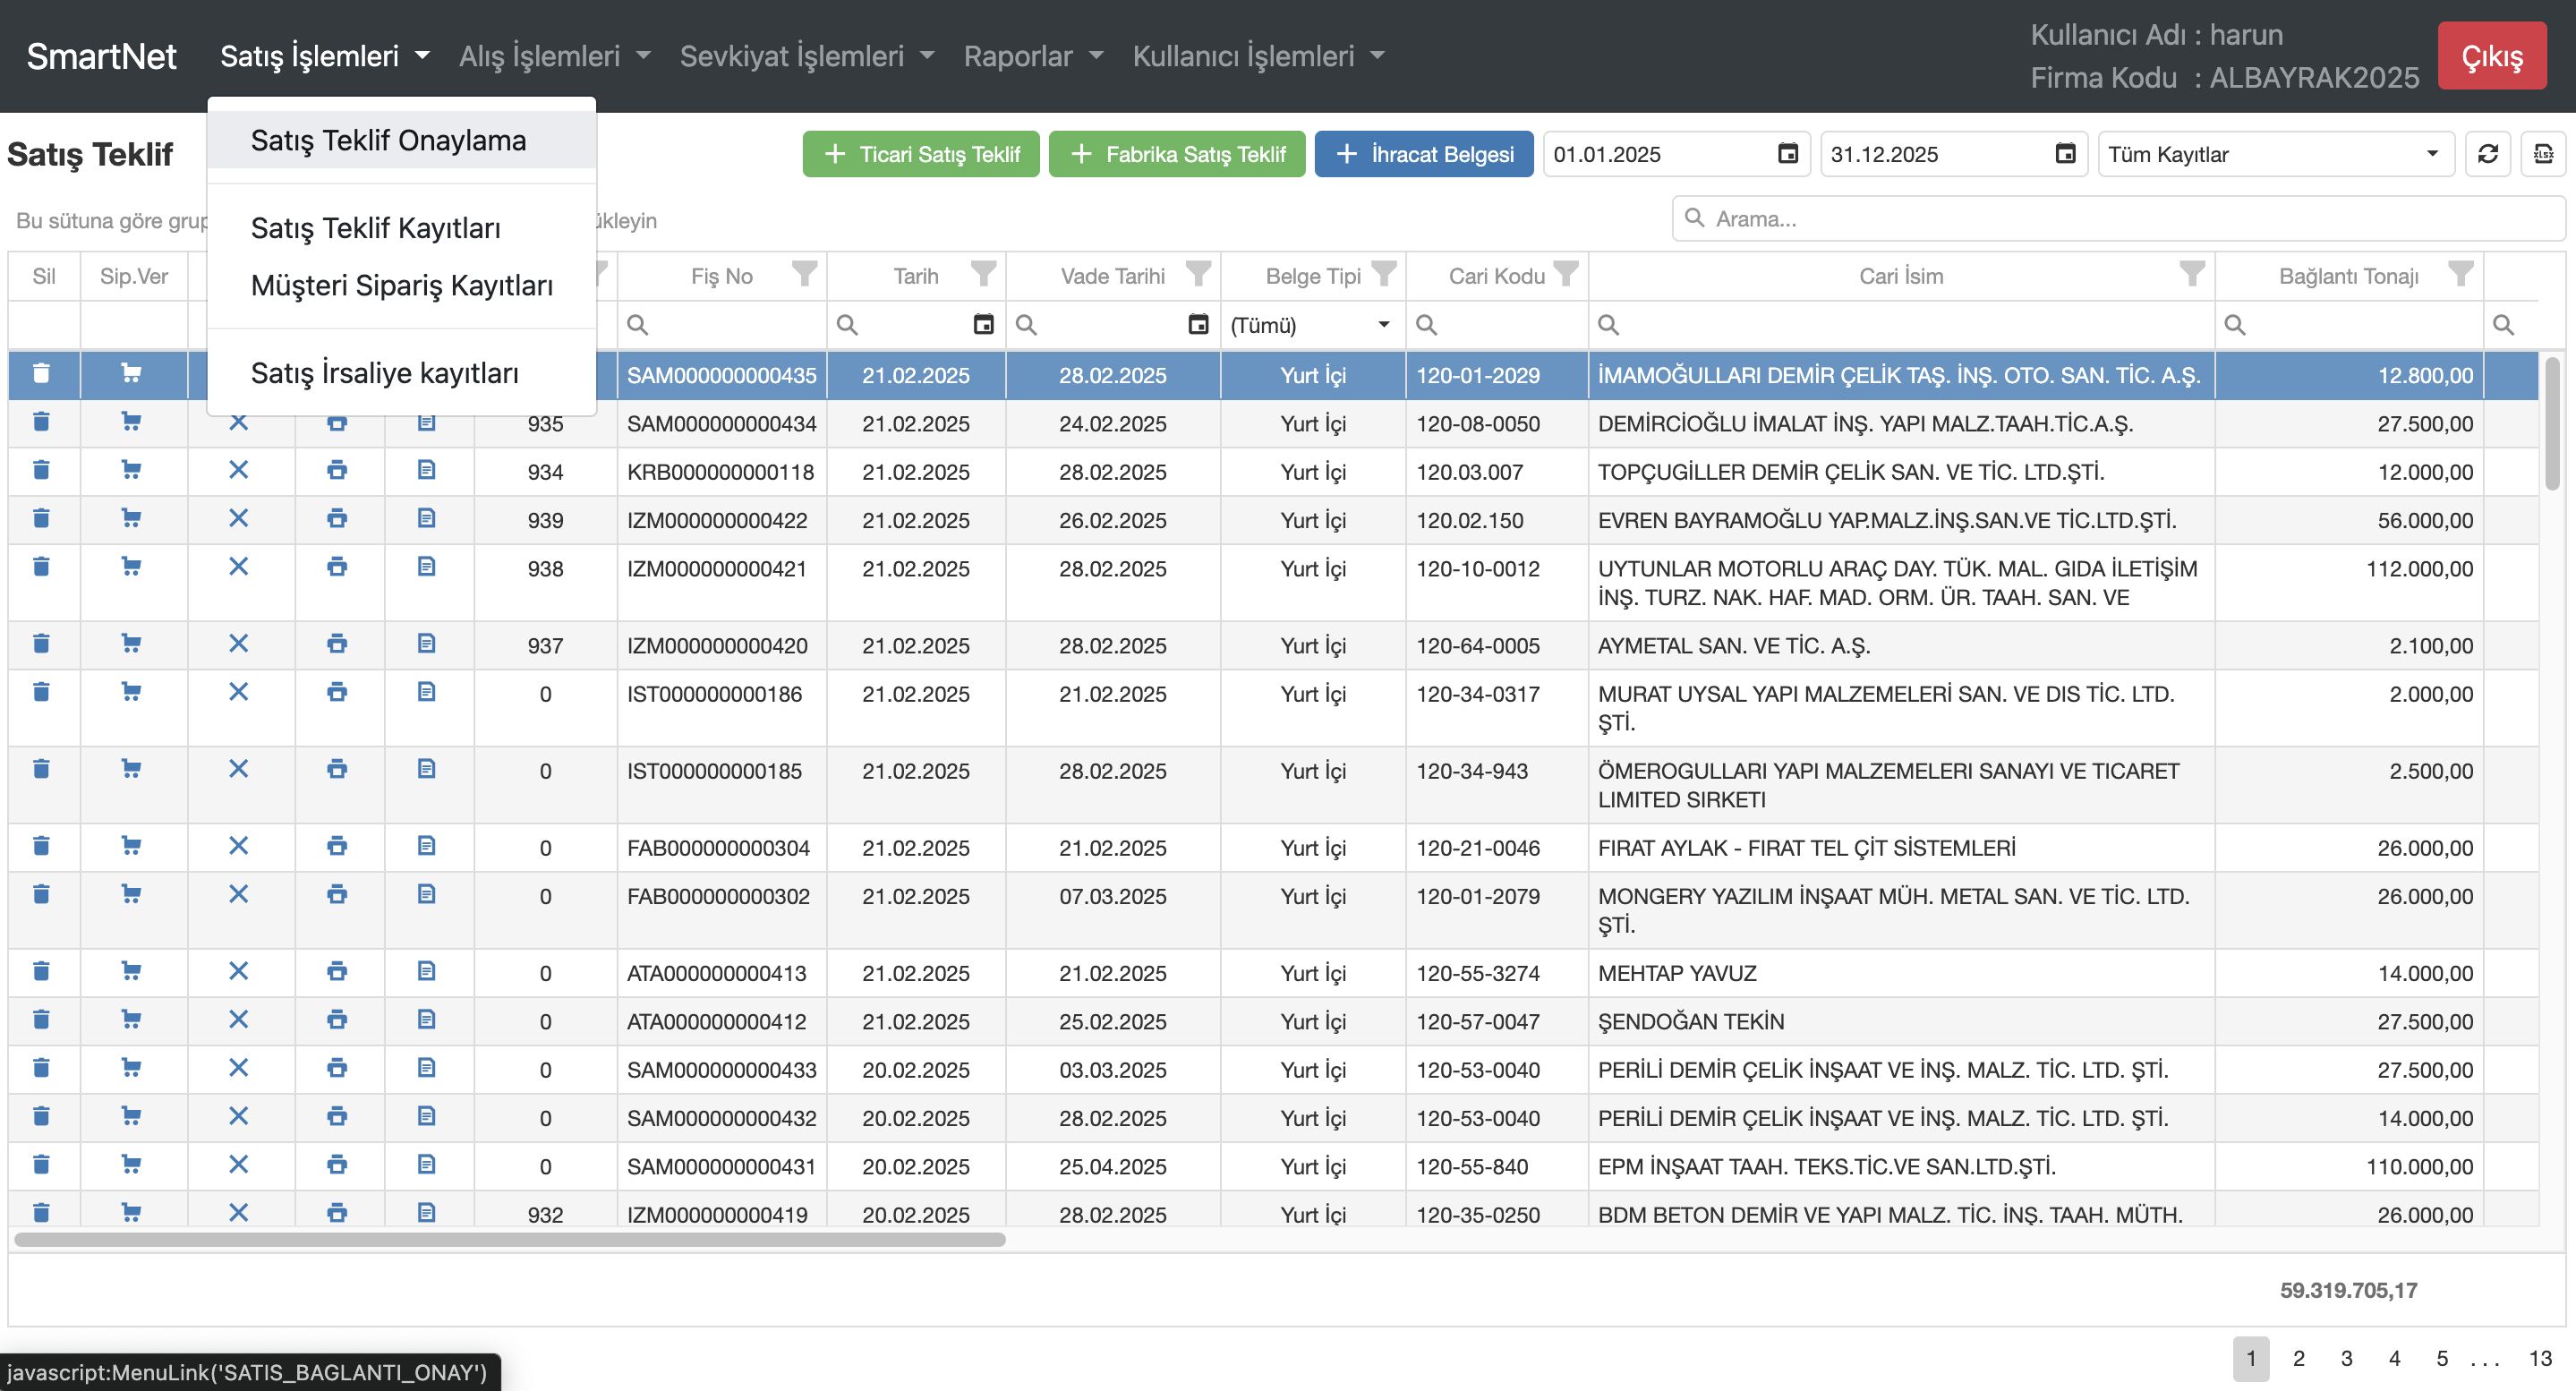 SmartNet Satış İşlemleri Alış İşlemleri Sevkiyat İşlemleri Raporlar Kullanıcı İşlemleri
Kullanıcı Adı : harun
Firma Kodu : ALBAYRAK2025
Çıkış
Satış Teklif Onaylama
Satış Teklif Kayıtları
Müşteri Sipariş Kayıtları
Satış İrsaliye kayıtları
Satış Teklif
Ticari Satış Teklif Fabrika Satış Teklif İhracat Belgesi 01.01.2025 31.12.2025 Tüm Kayıtlar
Bu sütuna göre grup
ükleyin
Arama...
Sil Sip.Ver Fiş No Tarih Vade Tarihi Belge Tipi Cari Kodu Cari İsim Bağlantı Tonajı
(Tümü)
SAM000000000435 21.02.2025 28.02.2025 Yurt İçi 120-01-2029 İMAMOĞULLARI DEMİR ÇELİK TAŞ. İNŞ. OTO. SAN. TİC. A.Ş. 12.800,00
935 SAM000000000434 21.02.2025 24.02.2025 Yurt İçi 120-08-0050 DEMİRCİOĞLU İMALAT İNŞ. YAPI MALZ.TAAH.TİC.A.Ş. 27.500,00
934 KRB000000000118 21.02.2025 28.02.2025 Yurt İçi 120.03.007 TOPÇUGİLLER DEMİR ÇELİK SAN. VE TİC. LTD.ŞTİ. 12.000,00
939 IZM000000000422 21.02.2025 26.02.2025 Yurt İçi 120.02.150 EVREN BAYRAMOĞLU YAP.MALZ.İNŞ.SAN.VE TİC.LTD.ŞTİ. 56.000,00
938 IZM000000000421 21.02.2025 28.02.2025 Yurt İçi 120-10-0012 UYTUNLAR MOTORLU ARAÇ DAY. TÜK. MAL. GIDA İLETİŞİM 112.000,00
İNŞ. TURZ. NAK. HAF. MAD. ORM. ÜR. TAAH. SAN. VE
937 IZM000000000420 21.02.2025 28.02.2025 Yurt İçi 120-64-0005 AYMETAL SAN. VE TİC. A.Ş. 2.100,00
0 IST000000000186 21.02.2025 21.02.2025 Yurt İçi 120-34-0317 MURAT UYSAL YAPI MALZEMELERİ SAN. VE DIS TİC. LTD. 2.000,00
ŞTİ.
0 IST000000000185 21.02.2025 28.02.2025 Yurt İçi 120-34-943 ÖMEROGULLARI YAPI MALZEMELERI SANAYI VE TICARET 2.500,00
LIMITED SIRKETI
0 FAB000000000304 21.02.2025 21.02.2025 Yurt İçi 120-21-0046 FIRAT AYLAK - FIRAT TEL ÇİT SİSTEMLERİ 26.000,00
0 FAB000000000302 21.02.2025 07.03.2025 Yurt İçi 120-01-2079 MONGERY YAZILIM İNŞAAT MÜH. METAL SAN. VE TİC. LTD. 26.000,00
ŞTİ.
0 ATA000000000413 21.02.2025 21.02.2025 Yurt İçi 120-55-3274 MEHTAP YAVUZ 14.000,00
0 ATA000000000412 21.02.2025 25.02.2025 Yurt İçi 120-57-0047 ŞENDOĞAN TEKİN 27.500,00
0 SAM000000000433 20.02.2025 03.03.2025 Yurt İçi 120-53-0040 PERİLİ DEMİR ÇELİK İNŞAAT VE İNŞ. MALZ. TİC. LTD. ŞTİ. 27.500,00
0 SAM000000000432 20.02.2025 28.02.2025 Yurt İçi 120-53-0040 PERİLİ DEMİR ÇELİK İNŞAAT VE İNŞ. MALZ. TİC. LTD. ŞTİ. 14.000,00
0 SAM000000000431 20.02.2025 25.04.2025 Yurt İçi 120-55-840 EPM İNŞAAT TAAH. TEKS.TİC.VE SAN.LTD.ŞTİ. 110.000,00
932 IZM000000000419 20.02.2025 28.02.2025 Yurt İçi 120-35-0250 BDM BETON DEMİR VE YAPI MALZ. TİC. İNŞ. TAAH. MÜTH. 26.000,00
59.319.705,17
1 2 3 4 5 ... 13
javascript:MenuLink('SATIS_BAGLANTI_ONAY')